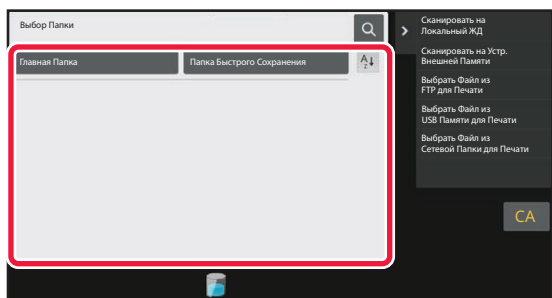 Выбор Папки
Главная Папка
Папка Быстрого Сохранения
A
Z
Сканировать на
Локальный ЖД
Сканировать на Устр.
Внешней Памяти
Выбрать Файл из
FTP для Печати
Выбрать Файл из
USB Памяти для Печати
Выбрать Файл из
Сетевой Папки для Печати
CA